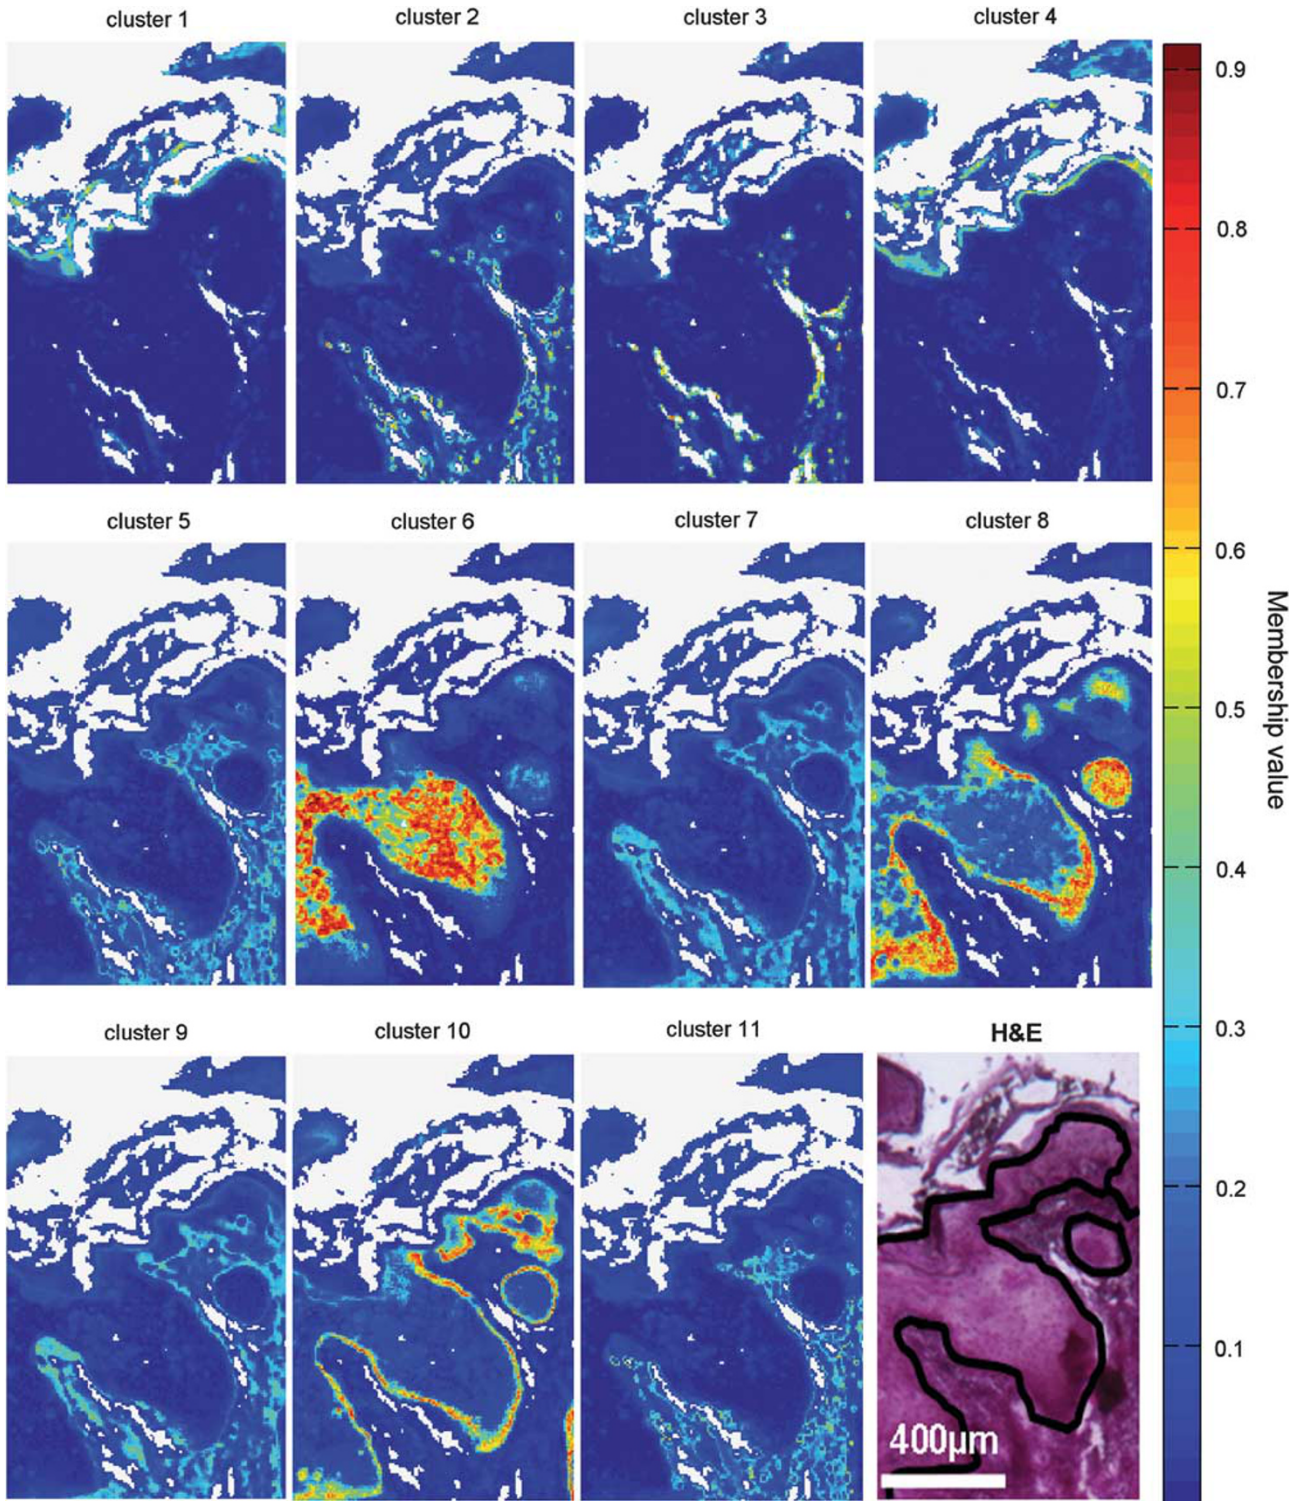 cluster 1
cluster 2
cluster 3
cluster 4
0.9
0.8
0.7
0.6
0.5
0.4
0.3
0.2
0.1
Membership value
cluster 5
cluster 6
cluster 7
cluster 8
cluster 9
cluster 10
cluster 11
H&E
400µm